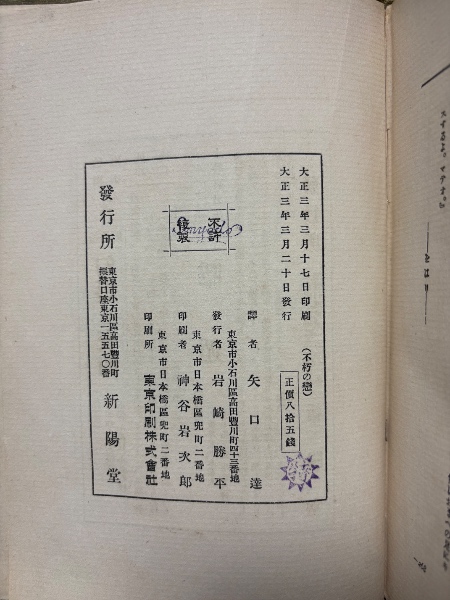 大正三年三月十七日印刷
大正三年三月二十日發行
(不朽の戀)
正價八拾五錢
不許
複製
譯者 矢口達
東京市小石川區高田豐川町四十三番地
發行者 岩崎勝平
東京市日本橋區兜町二番地
印刷者 神谷岩次郎
東京市日本橋區兜町二番地
印刷所 東京印刷株式會社
發行所
東京市小石川區高田豐川町
振替口座東京一五五七〇番
新陽堂